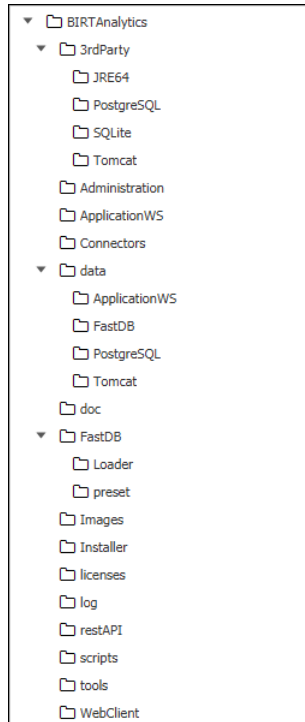 BIRTAnalytics
3rdParty
JRE64
PostgreSQL
SQLite
Tomcat
Administration
ApplicationWS
Connectors
data
ApplicationWS
FastDB
PostgreSQL
Tomcat
doc
FastDB
Loader
preset
Images
Installer
licenses
log
restAPI
scripts
tools
WebClient